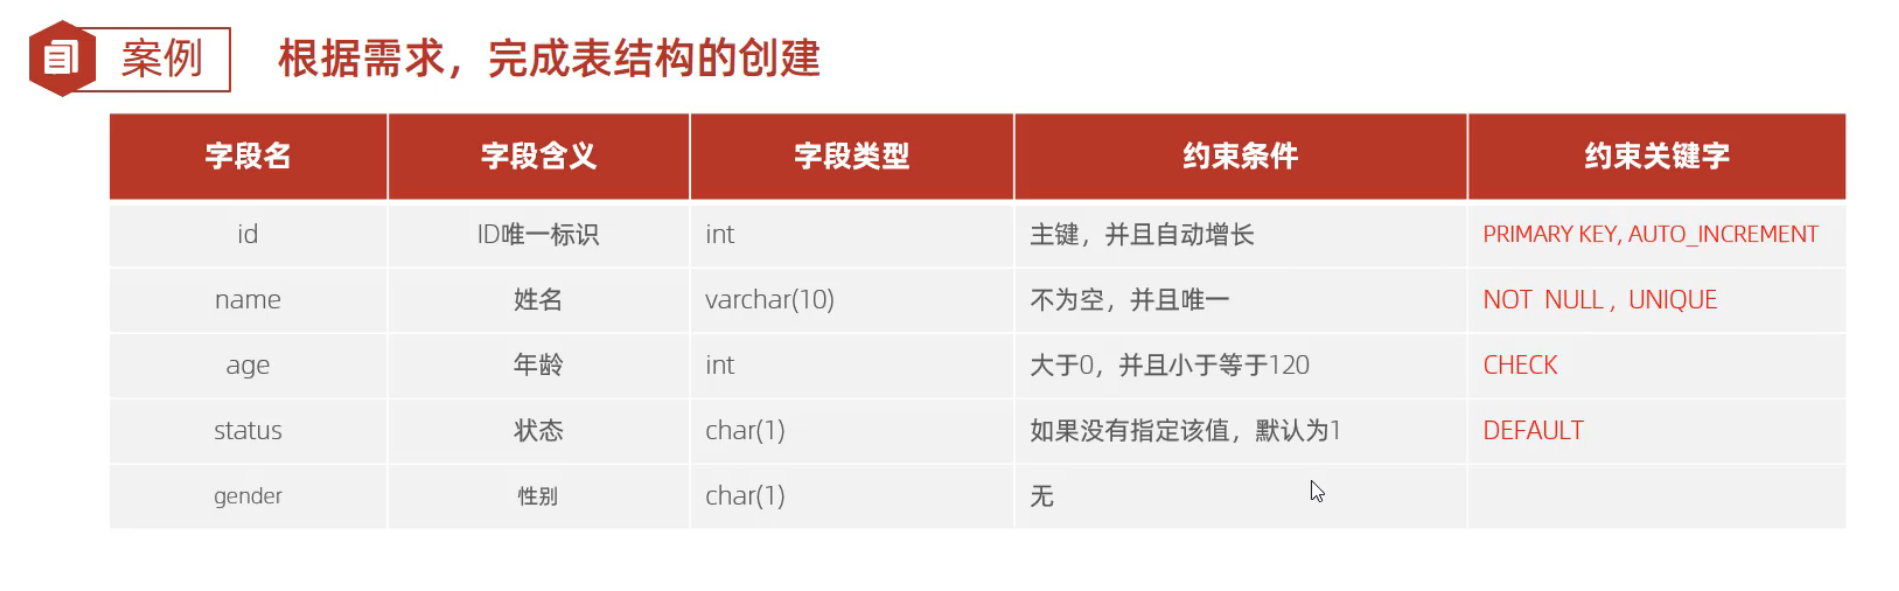 案例 根据需求，完成表结构的创建
字段名 字段含义 字段类型 约束条件 约束关键字
id ID唯一标识 int 主键，并且自动增长 PRIMARY KEY, AUTO_INCREMENT
name 姓名 varchar(10) 不为空，并且唯一 NOT NULL , UNIQUE
age 年龄 int 大于0，并且小于等于120 CHECK
status 状态 char(1) 如果没有指定该值，默认为1 DEFAULT
gender 性别 char(1) 无